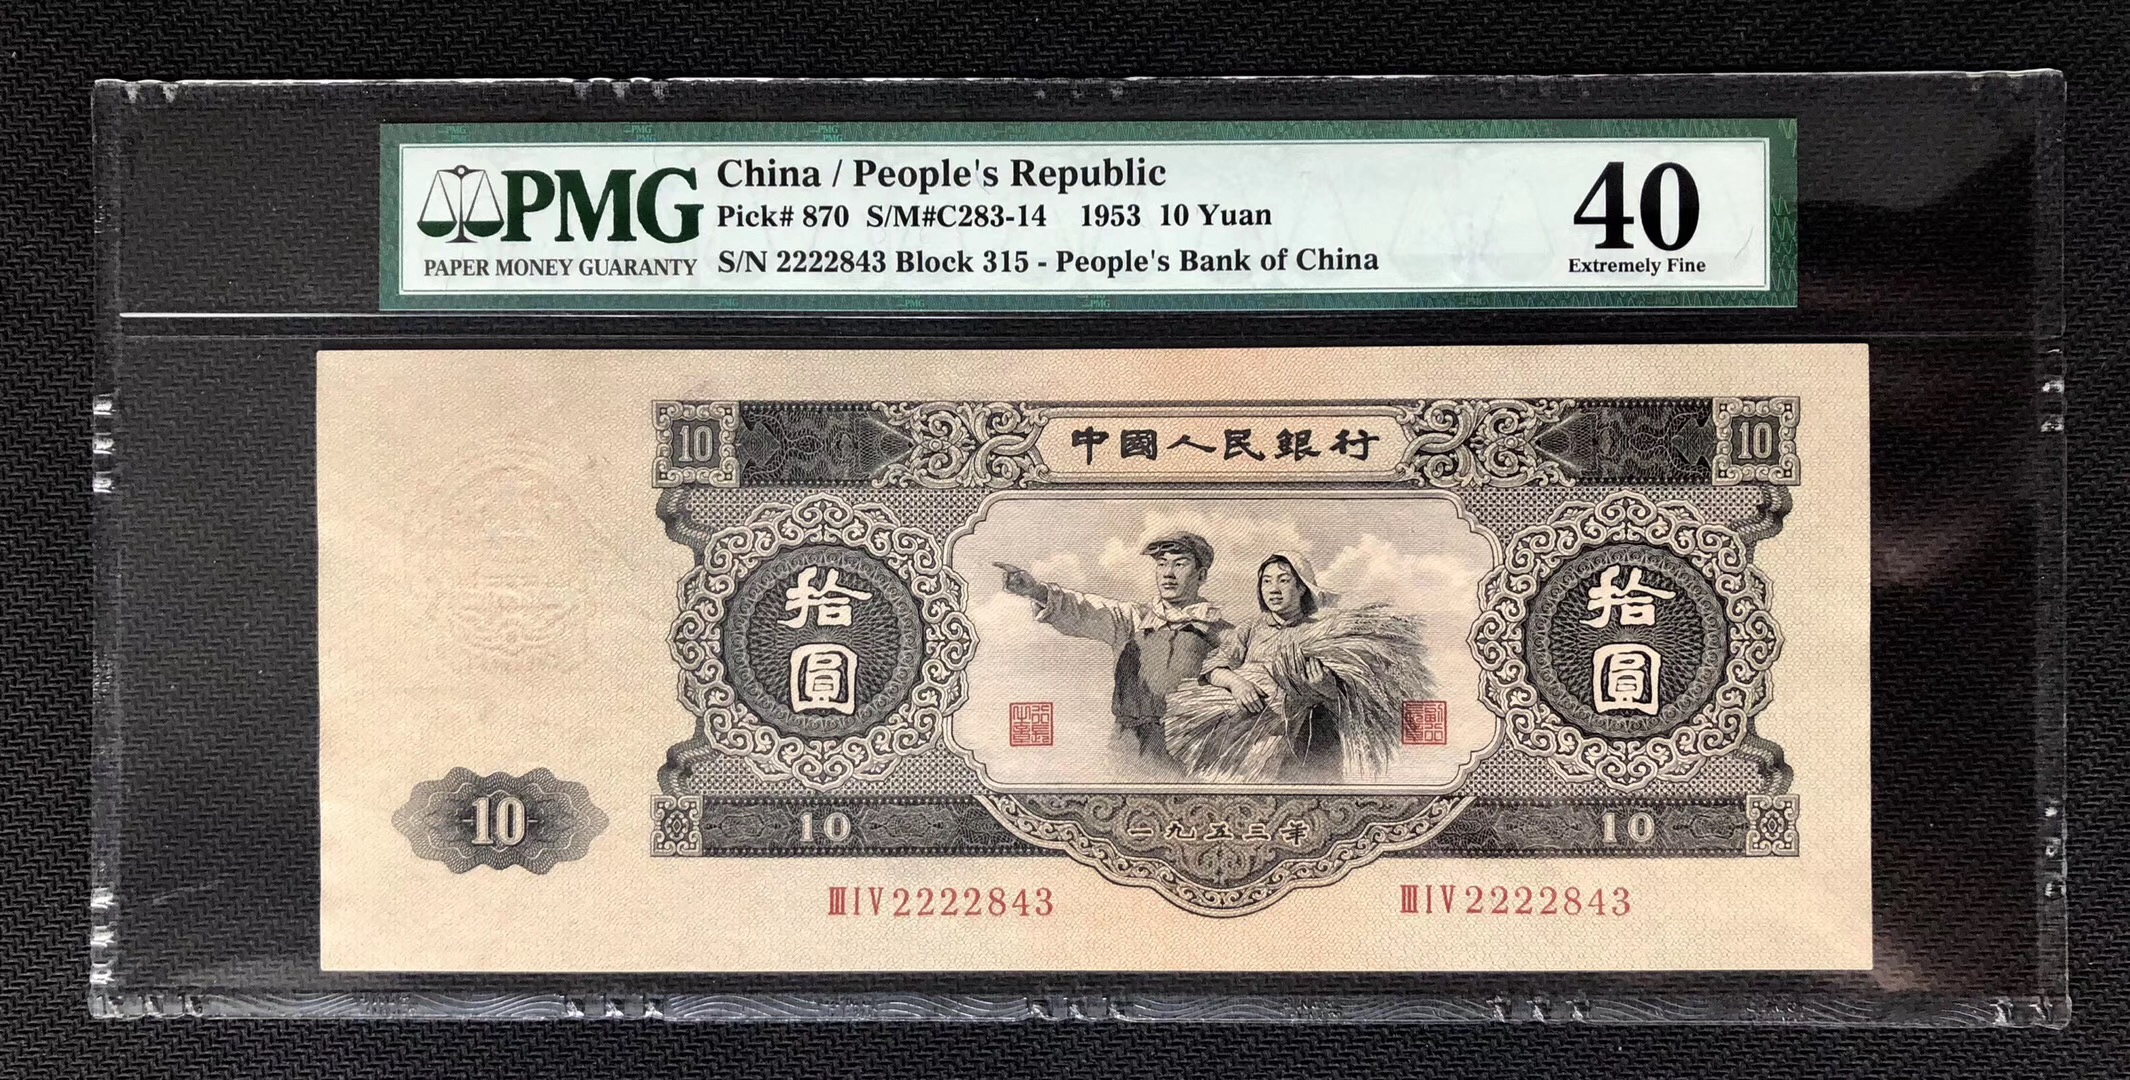 PMG
PAPER MONEY GUARANTY
China / People's Republic
Pick# 870 S/M#C283-14 1953 10 Yuan
S/N 2222843 Block 315 - People's Bank of China
40
Extremely Fine
10
中國人民銀行
10
拾圓
拾圓
10
10
一九五三年
10
ⅢⅠⅤ2222843
ⅢⅠⅤ2222843